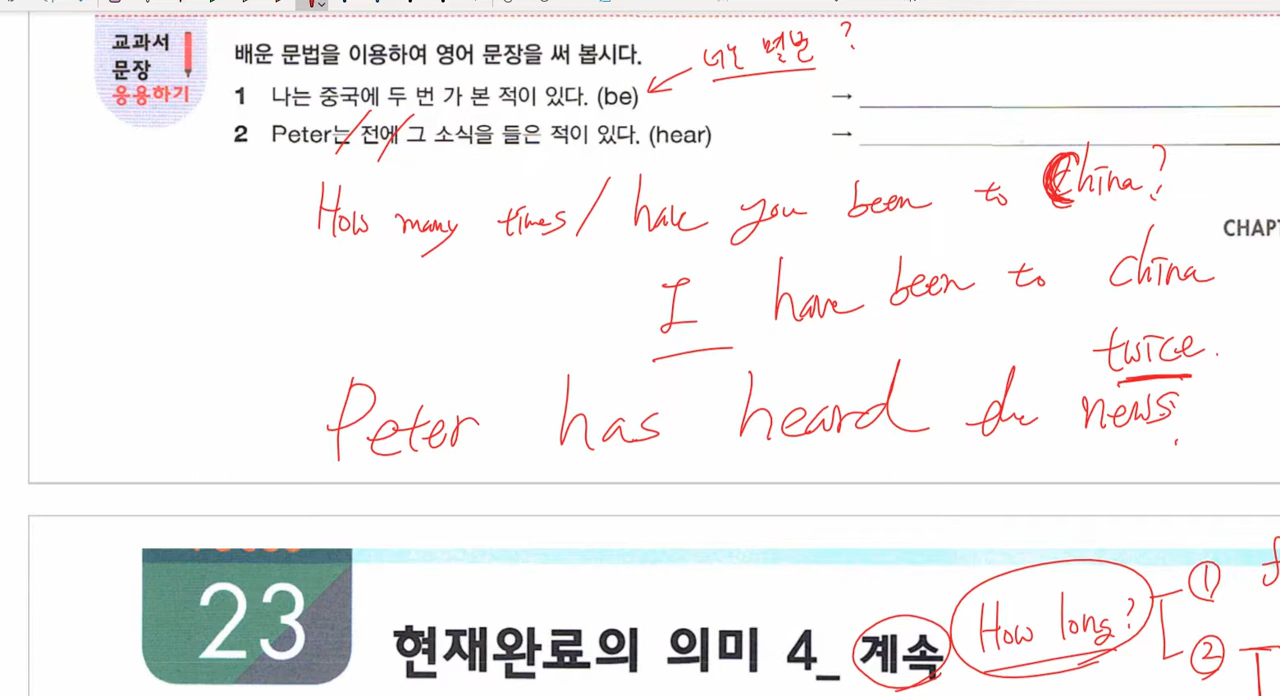 교과서
문장
응용하기
배운 문법을 이용하여 영어 문장을 써 봅시다.
너는 몇번 ?
1 나는 중국에 두 번 가 본 적이 있다. (be) →
2 Peter는 전에 그 소식을 들은 적이 있다. (hear) →
How many times / have you been to China?
CHAPT
I have been to china
twice.
Peter has heard the news.
23
현재완료의 의미 4_ 계속
How long?
①
②